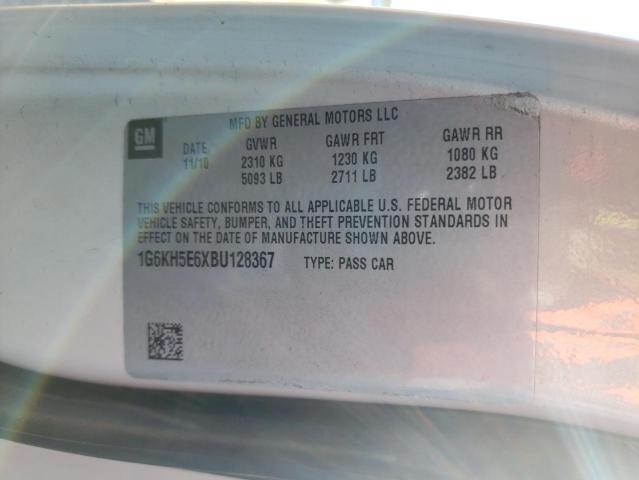 GM
MFD BY GENERAL MOTORS LLC
DATE GVWR GAWR FRT GAWR RR
11/10 2310 KG 1230 KG 1080 KG
5093 LB 2711 LB 2382 LB
THIS VEHICLE CONFORMS TO ALL APPLICABLE U.S. FEDERAL MOTOR
VEHICLE SAFETY, BUMPER, AND THEFT PREVENTION STANDARDS IN
EFFECT ON THE DATE OF MANUFACTURE SHOWN ABOVE.
1G6KH5E6XBU128367 TYPE: PASS CAR